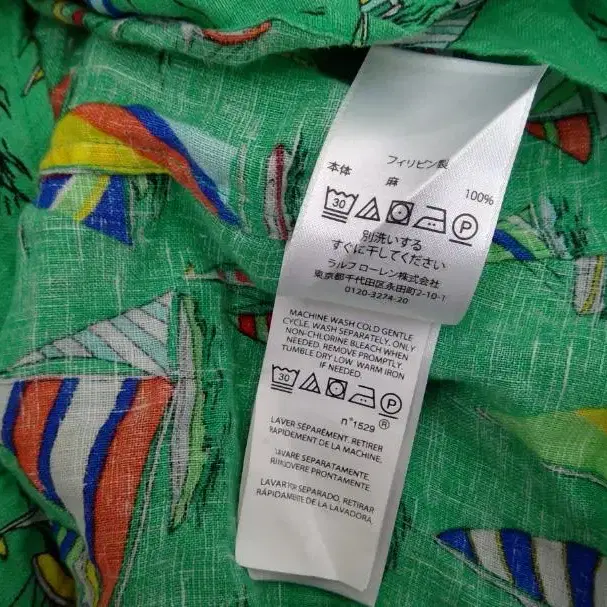 フィリピン製
本体 麻 100%
30 P
別洗いする
すぐに干してください
ラルフ ローレン株式会社
東京都千代田区永田町2-10-1
0120-3274-20
MACHINE WASH COLD GENTLE
CYCLE. WASH SEPARATELY. ONLY
NON-CHLORINE BLEACH WHEN
NEEDED. REMOVE PROMPTLY.
TUMBLE DRY LOW. WARM IRON
IF NEEDED.
30 P
n°1529 ®
LAVER SÉPARÉMENT. RETIRER
RAPIDEMENT DE LA MACHINE.
LAVARE SEPARATAMENTE.
RIMUOVERE PRONTAMENTE.
LAVAR POR SEPARADO. RETIRAR
RÁPIDAMENTE DE LA LAVADORA.